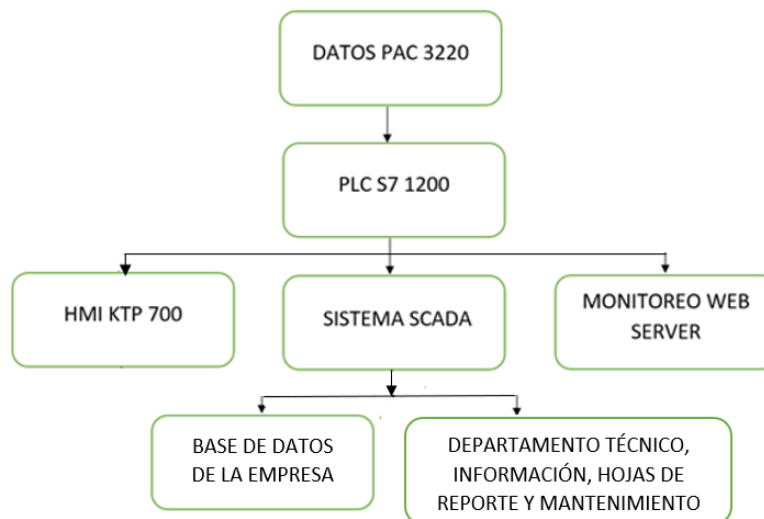 DATOS PAC 3220
PLC S7 1200
HMI KTP 700
SISTEMA SCADA
MONITOREO WEB
SERVER
BASE DE DATOS
DE LA EMPRESA
DEPARTAMENTO TÉCNICO,
INFORMACIÓN, HOJAS DE
REPORTE Y MANTENIMIENTO